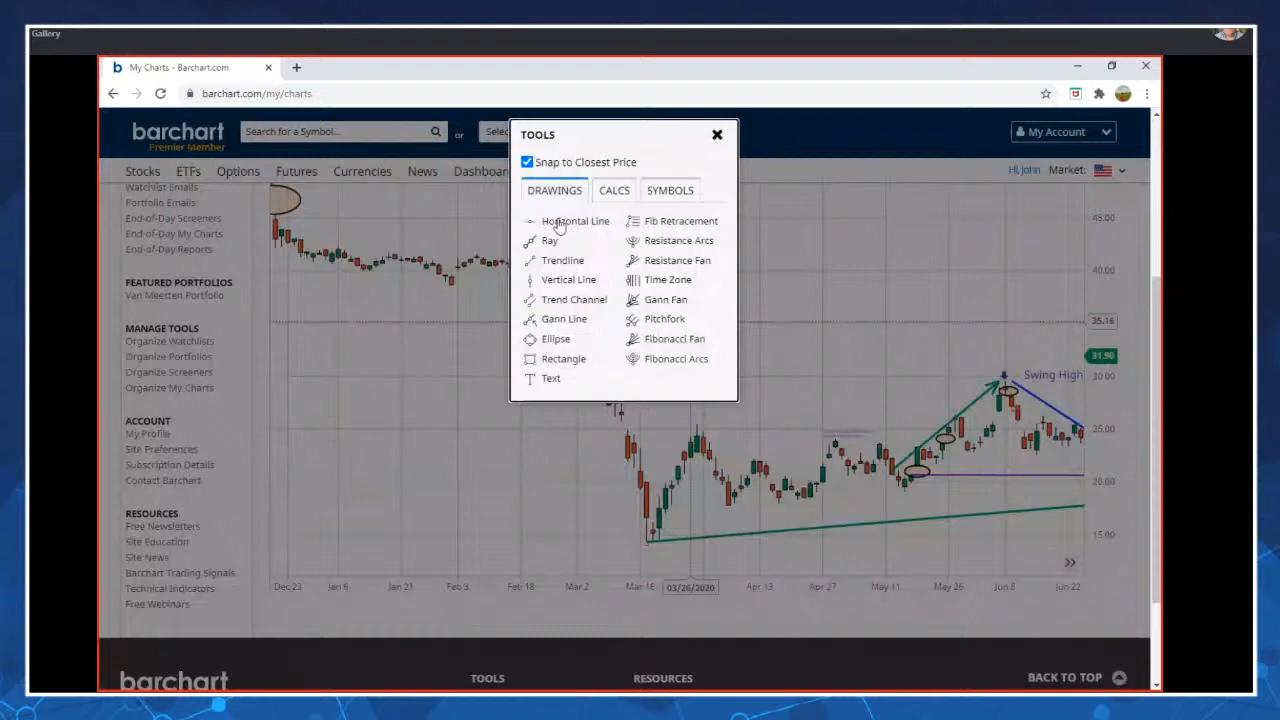 Gallery
My Charts - Barchart.com
barchart.com/my/charts
barchart
Premier Member
Search for a Symbol...
or
Selec
My Account
Stocks
ETFs
Options
Futures
Currencies
News
Dashboar
Hi, john
Market:
Watchlist Emails
Portfolio Emails
End-of-Day Screeners
End-of-Day My Charts
End-of-Day Reports
FEATURED PORTFOLIOS
Van Meerten Portfolio
MANAGE TOOLS
Organize Watchlists
Organize Portfolios
Organize Screeners
Organize My Charts
ACCOUNT
My Profile
Site Preferences
Subscription Details
Contact Barchart
RESOURCES
Free Newsletters
Site Education
Site News
Barchart Trading Signals
Technical Indicators
Free Webinars
TOOLS
Snap to Closest Price
DRAWINGS
CALCS
SYMBOLS
Horizontal Line
Fib Retracement
Ray
Resistance Arcs
Trendline
Resistance Fan
Vertical Line
Time Zone
Trend Channel
Gann Fan
Gann Line
Pitchfork
Ellipse
Fibonacci Fan
Rectangle
Fibonacci Arcs
Text
45.00
40.00
35.16
31.90
30.00
25.00
20.00
15.00
Swing High
Dec 23
Jan 6
Jan 21
Feb 3
Feb 18
Mar 2
Mar 16
03/26/2020
Apr 13
Apr 27
May 11
May 26
Jun 8
Jun 22
barchart
TOOLS
RESOURCES
BACK TO TOP